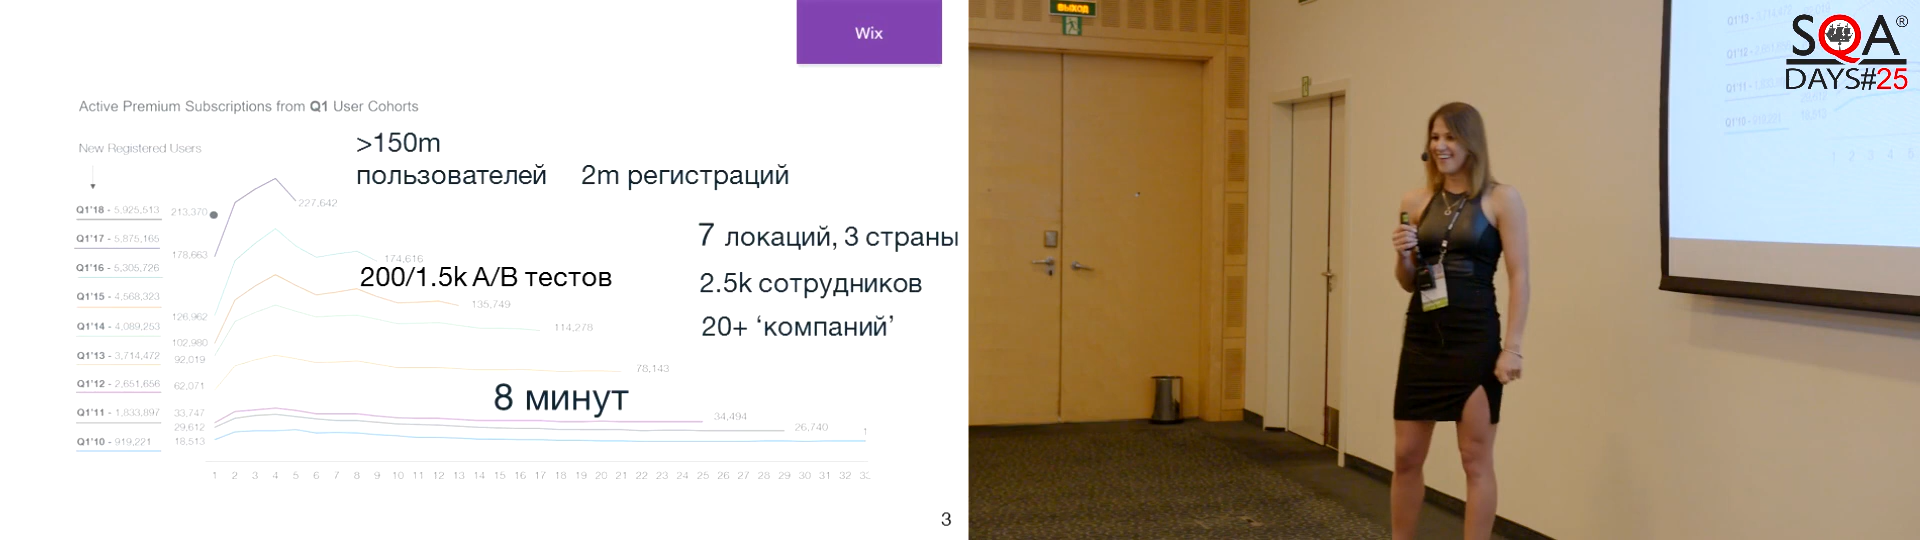 Wix
Active Premium Subscriptions from Q1 User Cohorts
New Registered Users
>150m
пользователей
2m регистраций
Q1'18 - 5,925,513
213,370
227,642
Q1'17 - 5,875,165
178,663
174,616
Q1'16 - 5,305,726
Q1'15 - 4,568,323
126,962
135,749
Q1'14 - 4,089,253
102,980
114,278
Q1'13 - 3,714,472
92,019
78,143
Q1'12 - 2,651,656
62,071
Q1'11 - 1,833,897
33,747
34,494
29,612
26,740
Q1'10 - 919,221
18,513
1
7 локаций, 3 страны
200/1.5k A/B тестов
2.5k сотрудников
20+ ‘компаний’
8 минут
1 2 3 4 5 6 7 8 9 10 11 12 13 14 15 16 17 18 19 20 21 22 23 24 25 26 27 28 29 30 31 32
3
ВЫХОД
SQA®
DAYS#25
1 2 3 4 5